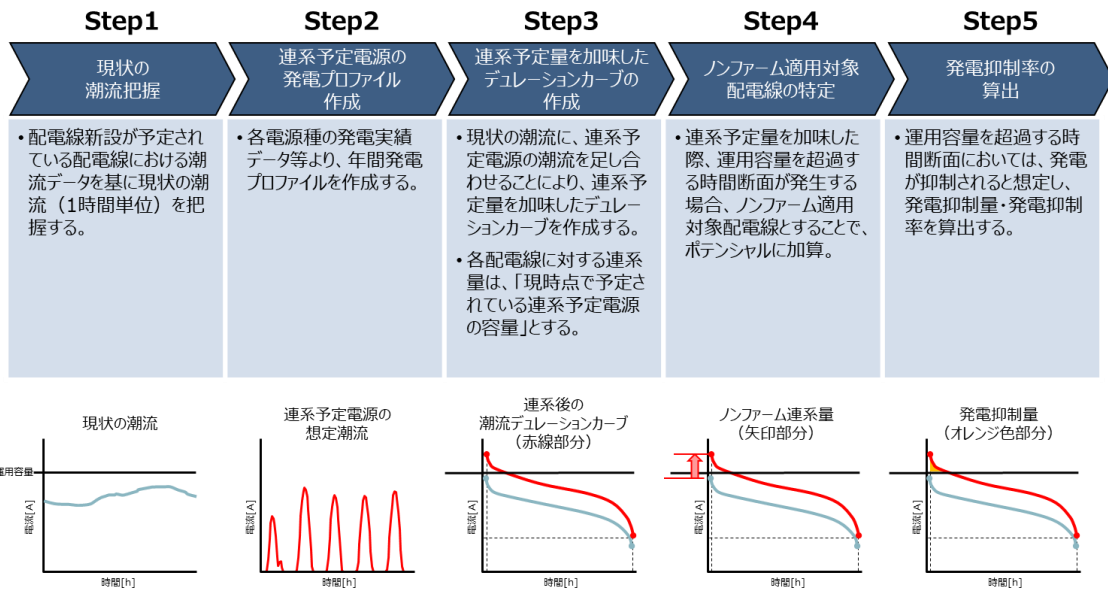 Step1
Step2
Step3
Step4
Step5
現状の
潮流把握
連系予定電源の
発電プロファイル
作成
連系予定量を加味した
デュレーションカーブの
作成
ノンファーム適用対象
配電線の特定
発電抑制率の
算出
• 配電線新設が予定され
ている配電線における潮
流データを基に現状の潮
流（1時間単位）を把
握する。
• 各電源種の発電実績
データ等より、年間発電
プロファイルを作成する。
• 現状の潮流に、連系予
定電源の潮流を足し合
わせることにより、連系予
定量を加味したデュレー
ションカーブを作成する。
• 各配電線に対する連系
量は、「現時点で予定さ
れている連系予定電源
の容量」とする。
• 連系予定量を加味した
際、運用容量を超過す
る時間断面が発生する
場合、ノンファーム適用
対象配電線とすることで、
ポテンシャルに加算。
• 運用容量を超過する時
間断面においては、発電
が抑制されると想定し、
発電抑制量・発電抑制
率を算出する。
現状の潮流
運用容量
電流[A]
時間[h]
連系予定電源の
想定潮流
電流[A]
時間[h]
連系後の
潮流デュレーションカーブ
（赤線部分）
電流[A]
時間[h]
ノンファーム連系量
（矢印部分）
電流[A]
時間[h]
発電抑制量
（オレンジ色部分）
電流[A]
時間[h]